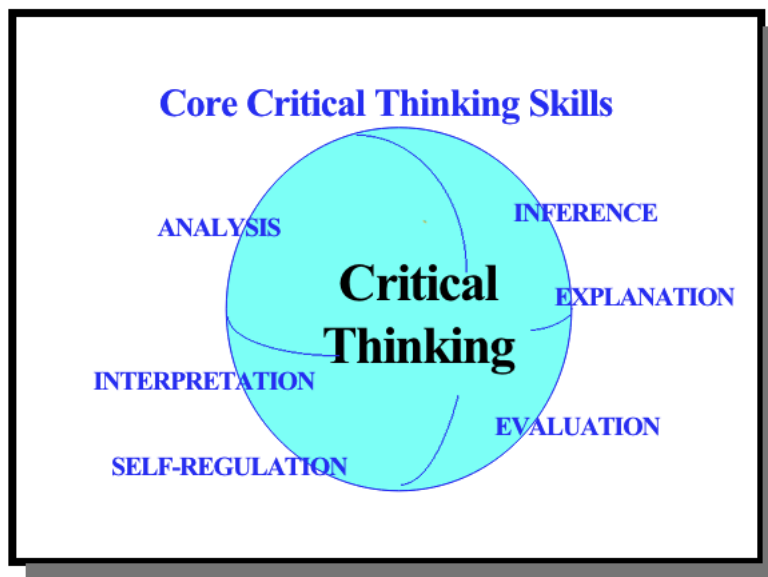 Core Critical Thinking Skills
ANALYSIS
INFERENCE
Critical
Thinking
EXPLANATION
INTERPRETATION
EVALUATION
SELF-REGULATION